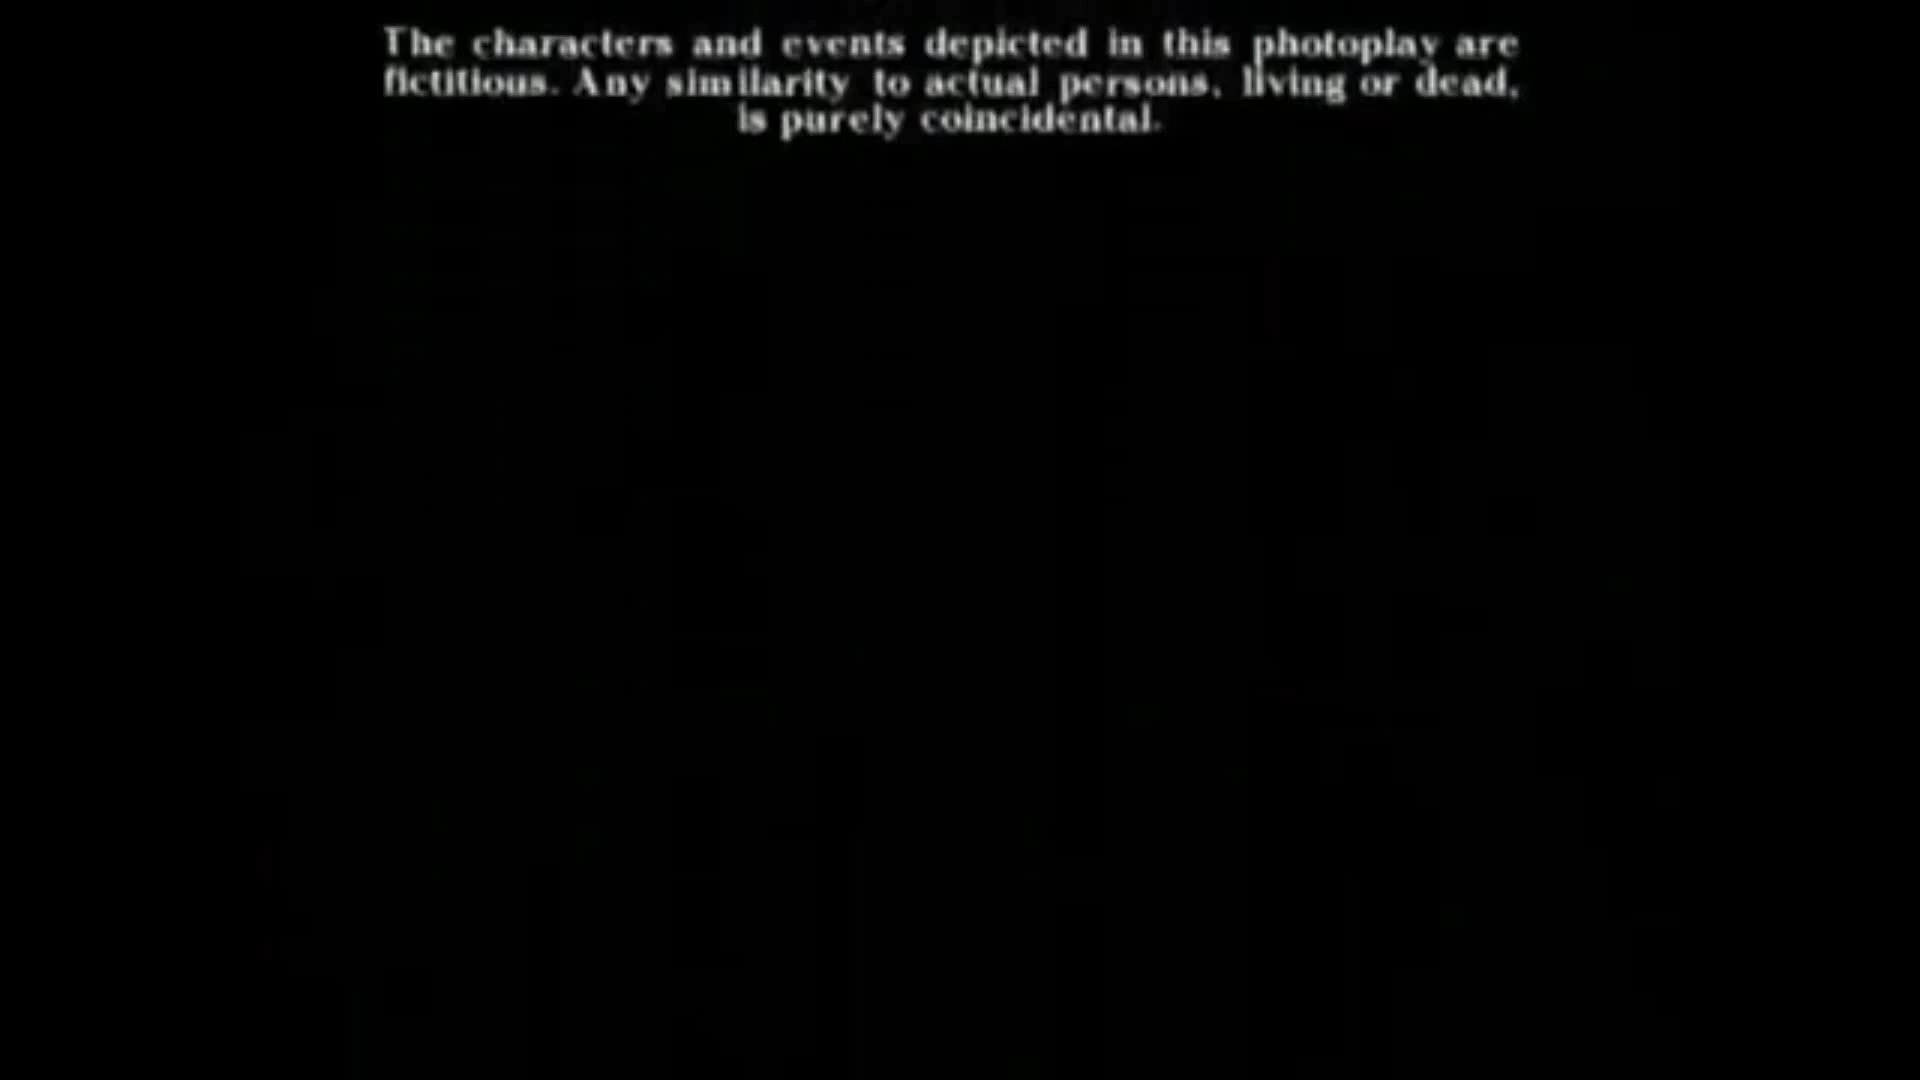 The characters and events depicted in this photoplay are
fictitious. Any similarity to actual persons, living or dead,
is purely coincidental.